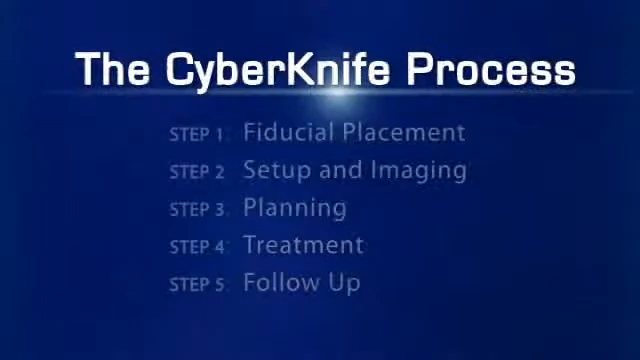 The CyberKnife Process
STEP 1: Fiducial Placement
STEP 2 Setup and Imaging
STEP 3: Planning
STEP 4: Treatment
STEP 5: Follow Up